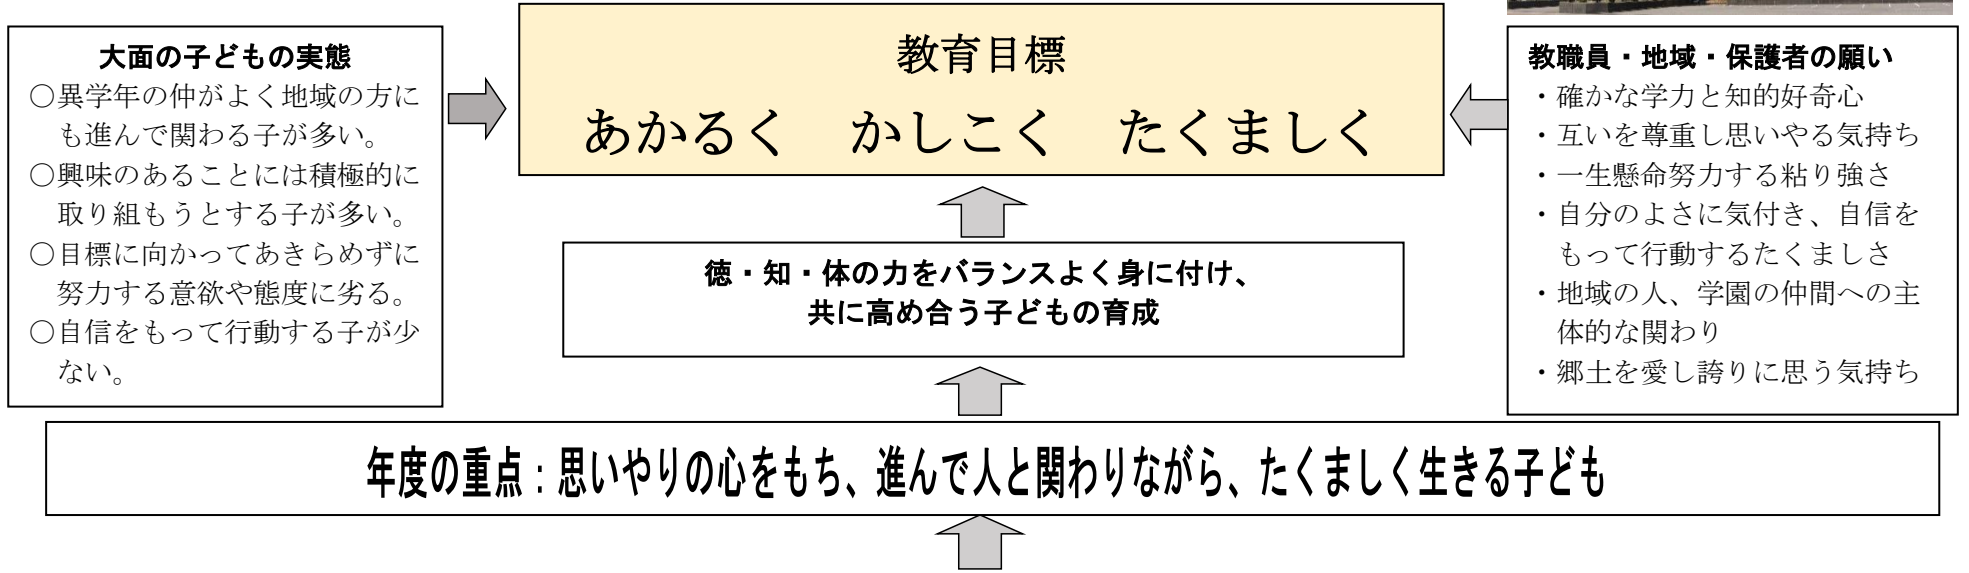 大面の子どもの実態
○異学年の仲がよく地域の方に
も進んで関わる子が多い。
○興味のあることには積極的に
取り組もうとする子が多い。
○目標に向かってあきらめずに
努力する意欲や態度に劣る。
○自信をもって行動する子が少
ない。
教育目標
あかるく　かしこく　たくましく
教職員・地域・保護者の願い
・確かな学力と知的好奇心
・互いを尊重し思いやる気持ち
・一生懸命努力する粘り強さ
・自分のよさに気付き、自信を
もって行動するたくましさ
・地域の人、学園の仲間への主
体的な関わり
・郷土を愛し誇りに思う気持ち
徳・知・体の力をバランスよく身に付け、
共に高め合う子どもの育成
年度の重点：思いやりの心をもち、進んで人と関わりながら、たくましく生きる子ども